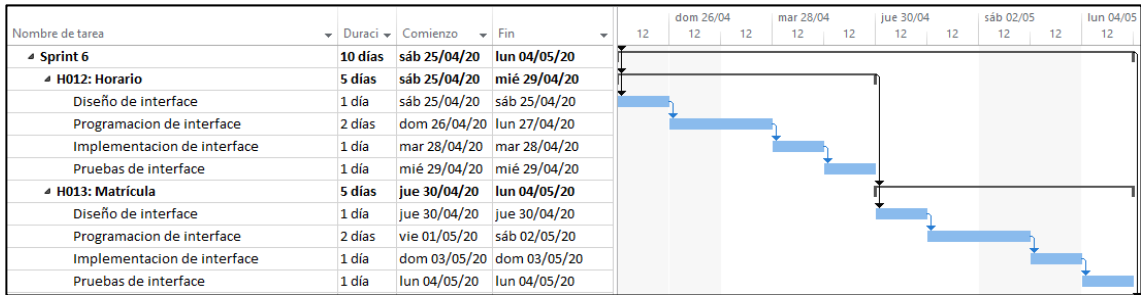 dom 26/04 mar 28/04 jue 30/04 sáb 02/05 lun 04/05
Nombre de tarea Duraci Comienzo Fin 12 12 12 12 12 12 12 12 12 12
Sprint 6 10 días sáb 25/04/20 lun 04/05/20
H012: Horario 5 días sáb 25/04/20 mié 29/04/20
Diseño de interface 1 día sáb 25/04/20 sáb 25/04/20
Programacion de interface 2 días dom 26/04/20 lun 27/04/20
Implementacion de interface 1 día mar 28/04/20 mar 28/04/20
Pruebas de interface 1 día mié 29/04/20 mié 29/04/20
H013: Matrícula 5 días jue 30/04/20 lun 04/05/20
Diseño de interface 1 día jue 30/04/20 jue 30/04/20
Programacion de interface 2 días vie 01/05/20 sáb 02/05/20
Implementacion de interface 1 día dom 03/05/20 dom 03/05/20
Pruebas de interface 1 día lun 04/05/20 lun 04/05/20